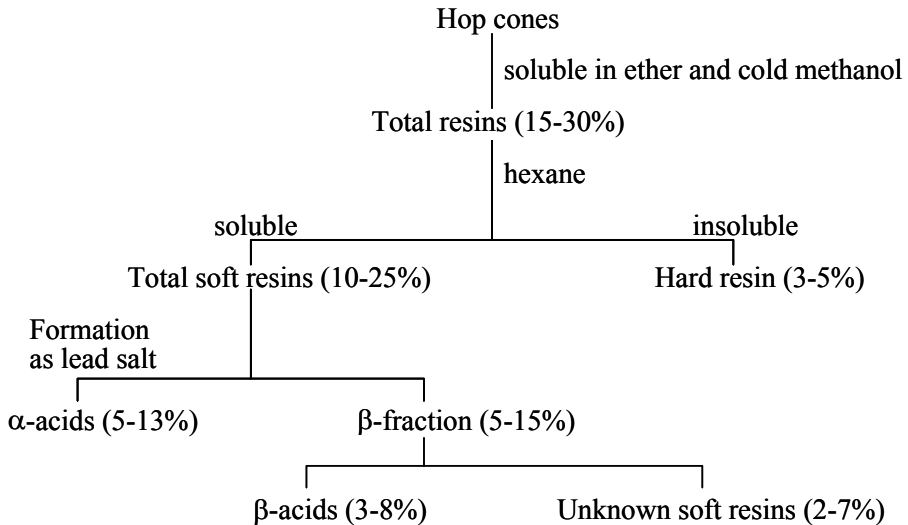 Hop cones
soluble in ether and cold methanol
Total resins (15-30%)
hexane
soluble
insoluble
Total soft resins (10-25%)
Hard resin (3-5%)
Formation
as lead salt
α-acids (5-13%)
β-fraction (5-15%)
β-acids (3-8%)
Unknown soft resins (2-7%)